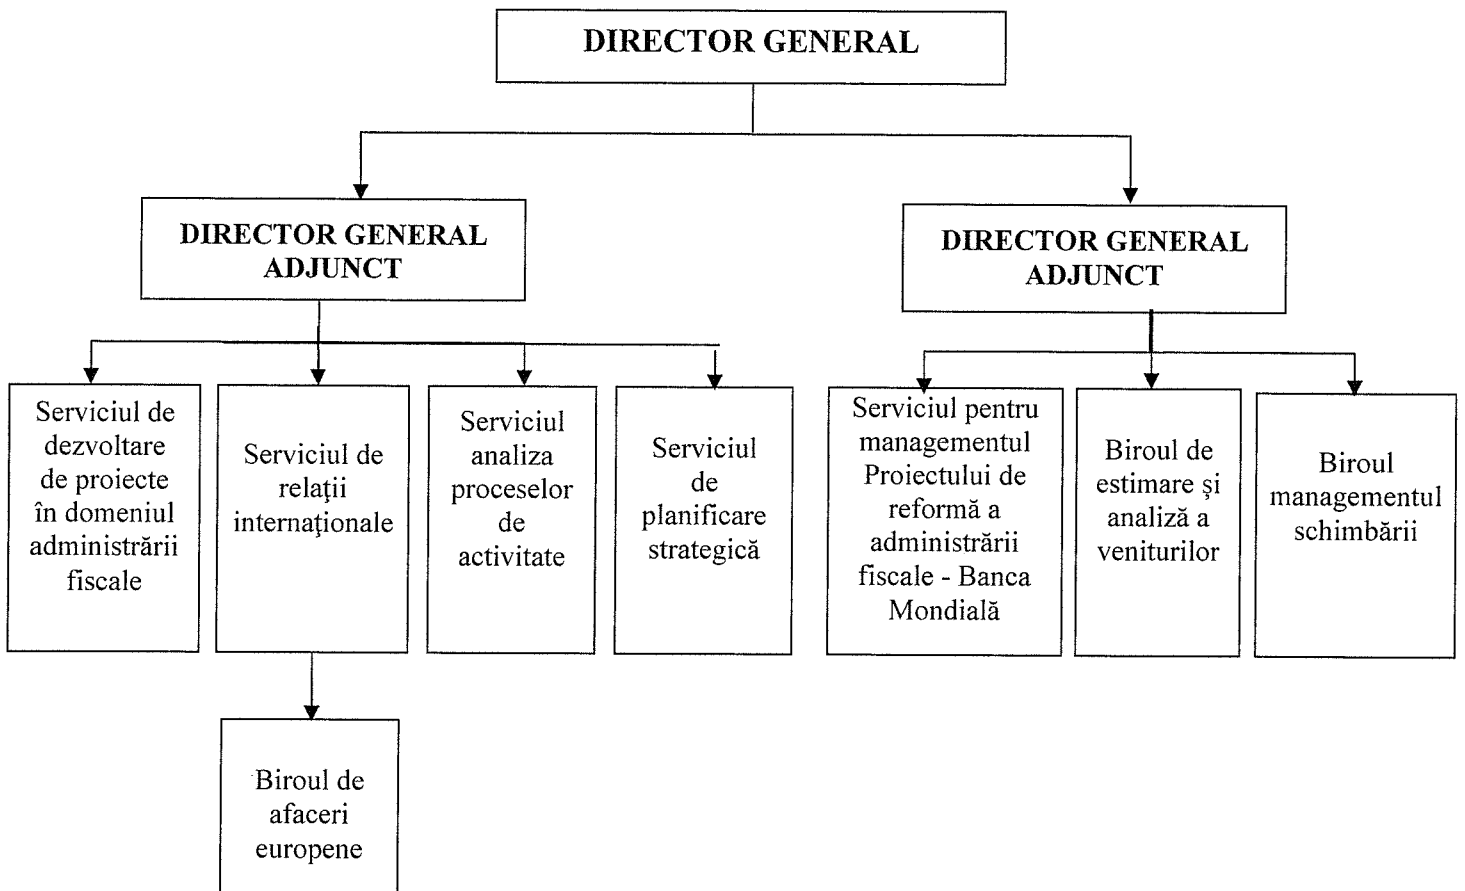 DIRECTOR GENERAL
DIRECTOR GENERAL
ADJUNCT
DIRECTOR GENERAL
ADJUNCT
Serviciul de
dezvoltare
de proiecte
în domeniul
administrării
fiscale
Serviciul de
relaţii
internaţionale
Serviciul
analiza
proceselor
de
activitate
Serviciul
de
planificare
strategică
Serviciul pentru
managementul
Proiectului de
reformă a
administrării
fiscale - Banca
Mondială
Biroul de
estimare şi
analiză a
veniturilor
Biroul
managementul
schimbării
Biroul de
afaceri
europene